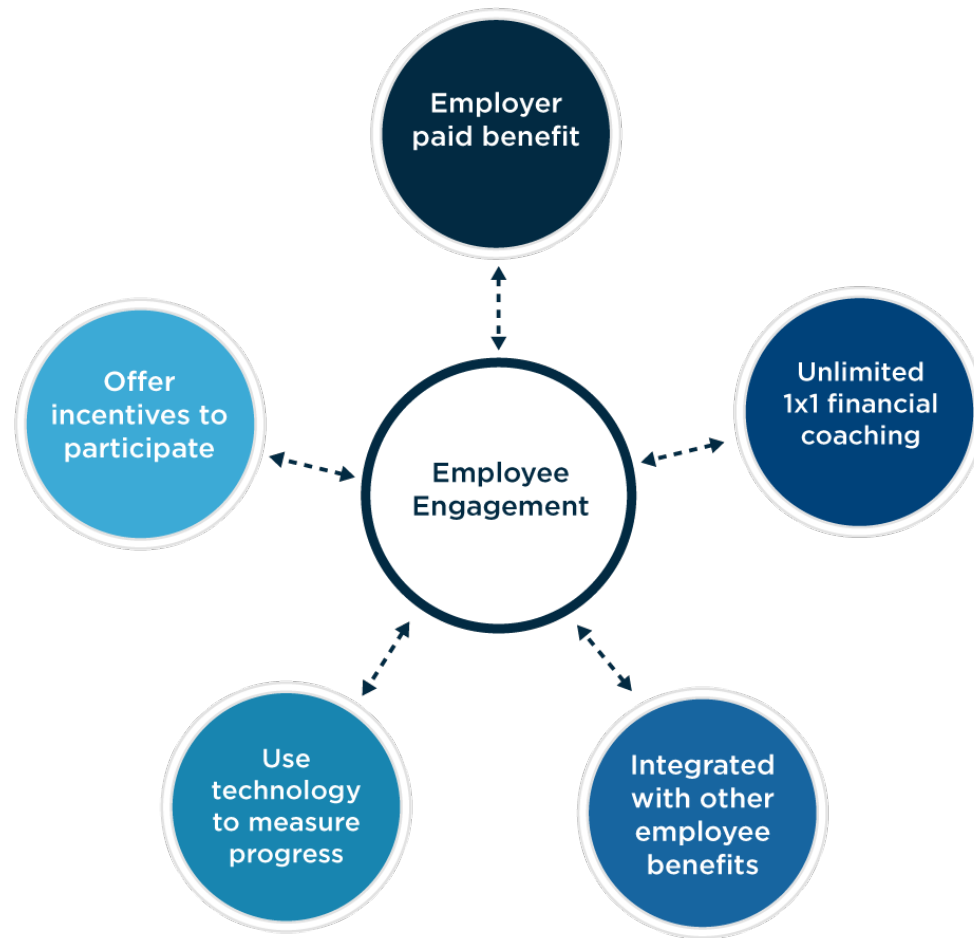 Employer
paid benefit
Unlimited
1x1 financial
coaching
Integrated
with other
employee
benefits
Use
technology
to measure
progress
Offer
incentives to
participate
Employee
Engagement